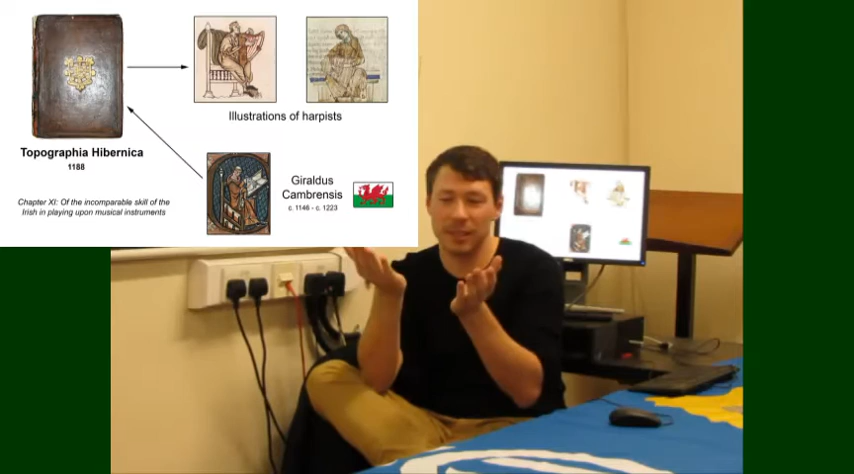 Illustrations of harpists
Topographia Hibernica
1188
Giraldus
Cambrensis
c. 1146 - c. 1223
Chapter XI: Of the incomparable skill of the
Irish in playing upon musical instruments